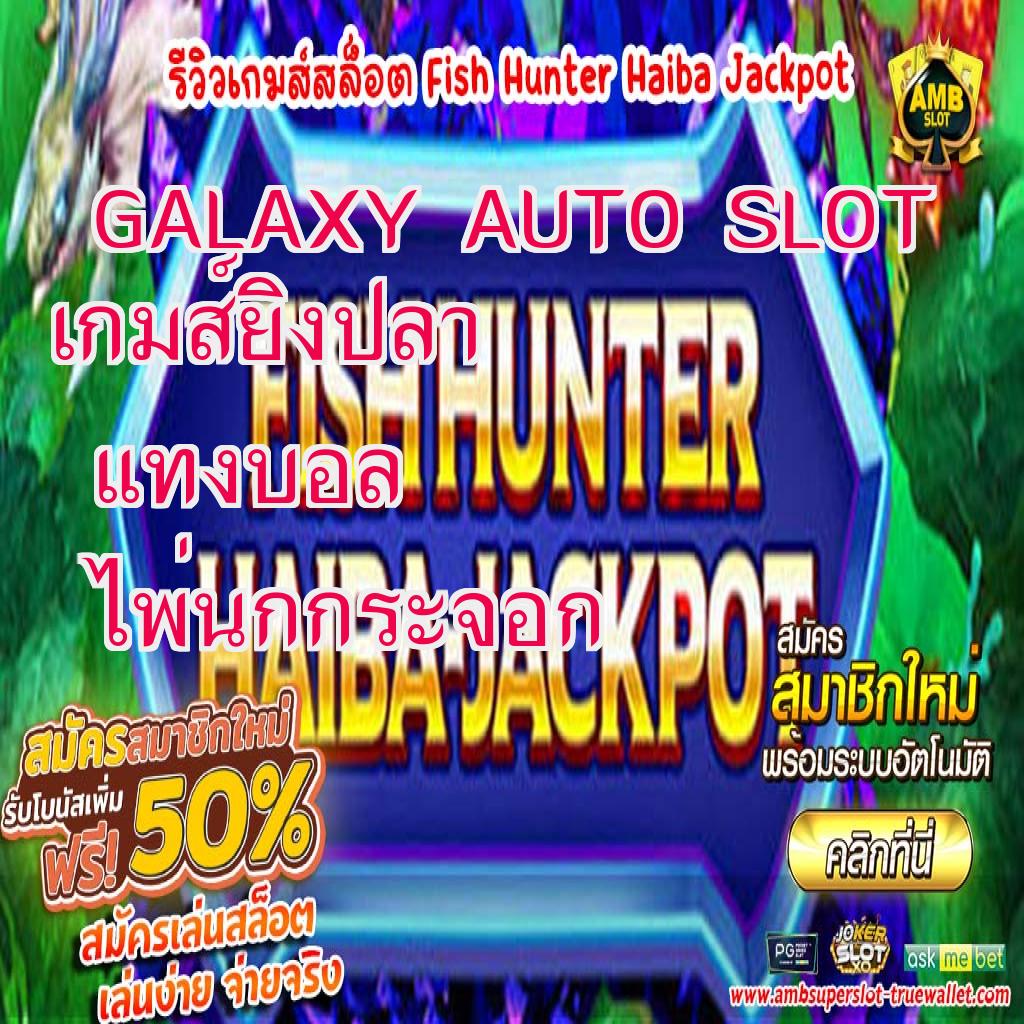 รีวิวเกมส์สล็อต Fish Hunter Haiba Jackpot
AMB
SLOT
GALAXY AUTO SLOT
เกมส์ยิงปลา
FISH HUNTER
แทงบอล
ไพ่นกกระจอก
HAIBA JACKPOT
สมัคร
สมาชิกใหม่
พร้อมระบบอัตโนมัติ
คลิกที่นี่
สมัครสมาชิกใหม่
รับโบนัสเพิ่ม
ฟรี! 50%
สมัครเล่นสล็อต
เล่นง่าย จ่ายจริง
PG
JOKER
SLOT
XO
ask me bet
www.ambsuperslot-truewallet.com